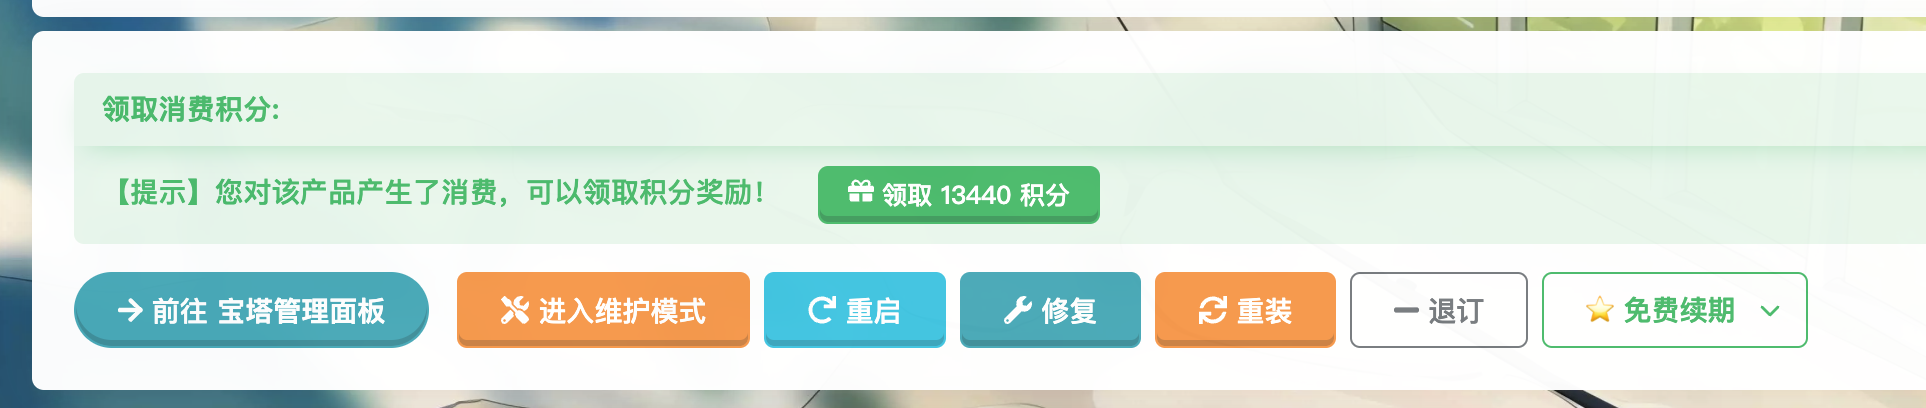 领取消费积分:
【提示】您对该产品产生了消费，可以领取积分奖励！ 领取 13440 积分
前往 宝塔管理面板 进入维护模式 重启 修复 重装 退订 免费续期